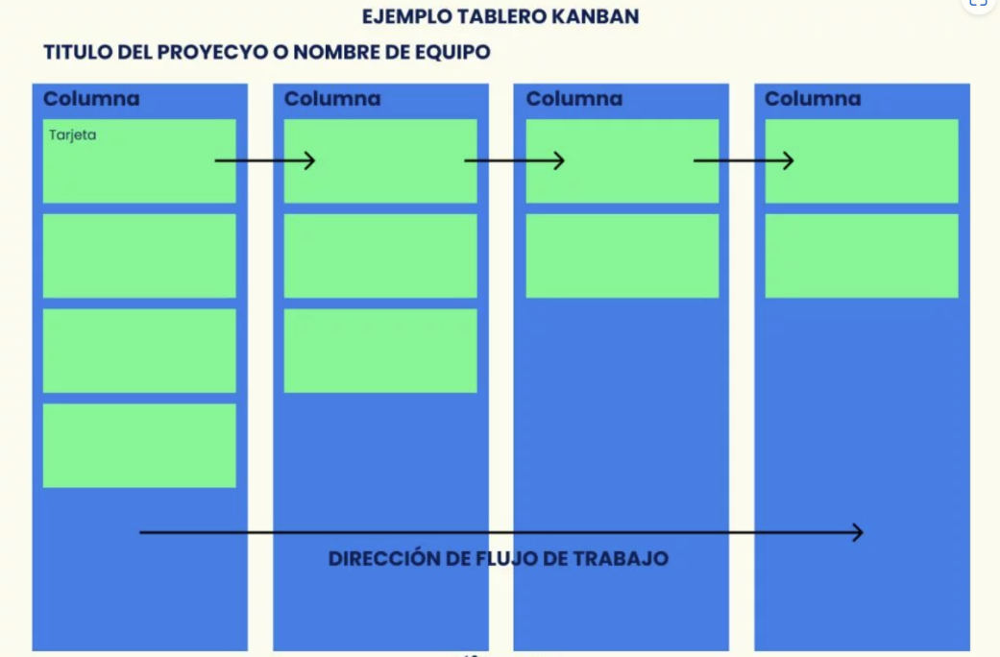 EJEMPLO TABLERO KANBAN
TITULO DEL PROYECYO O NOMBRE DE EQUIPO
Columna
Columna
Columna
Columna
Tarjeta
DIRECCIÓN DE FLUJO DE TRABAJO